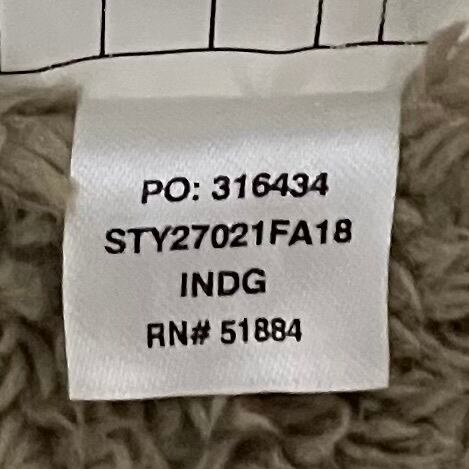 PO: 316434
STY27021FA18
INDG
RN# 51884